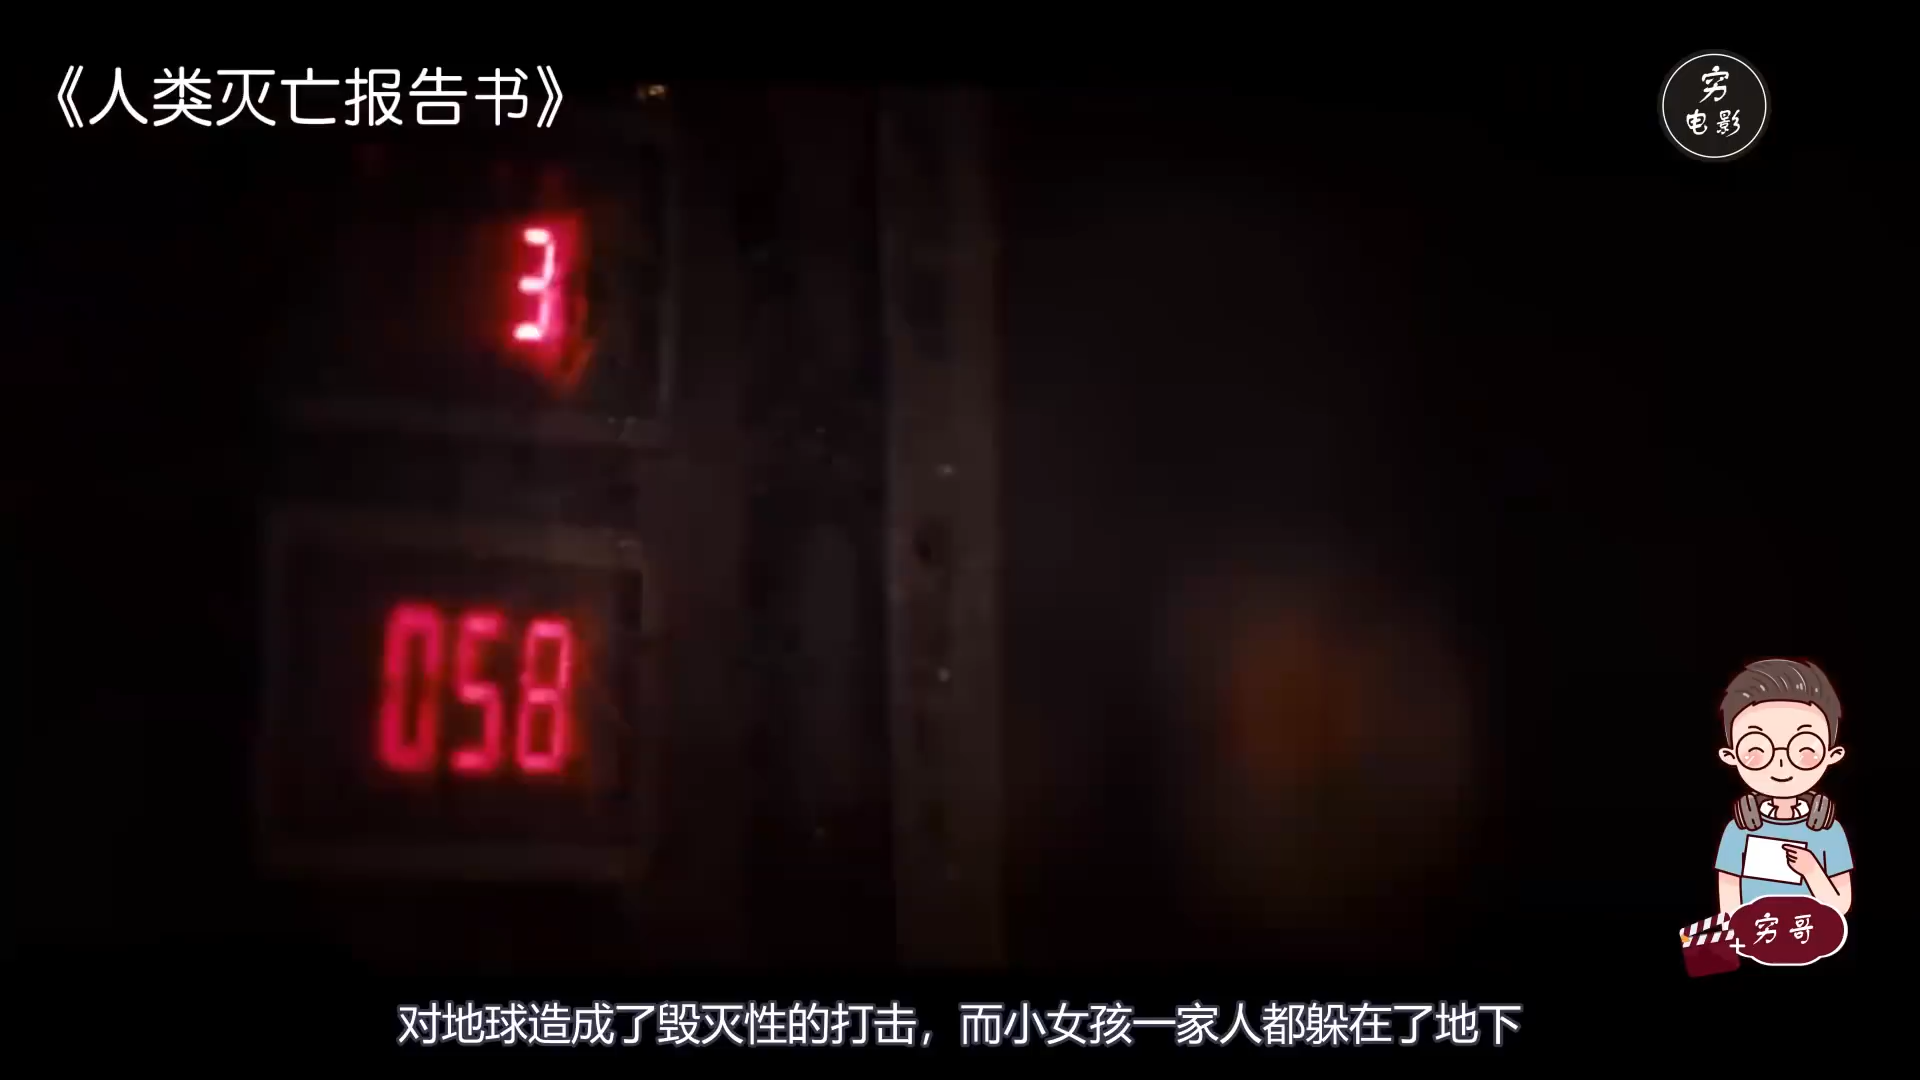 《人类灭亡报告书》
穷
电影
3
058
穷哥
对地球造成了毁灭性的打击，而小女孩一家人都躲在了地下